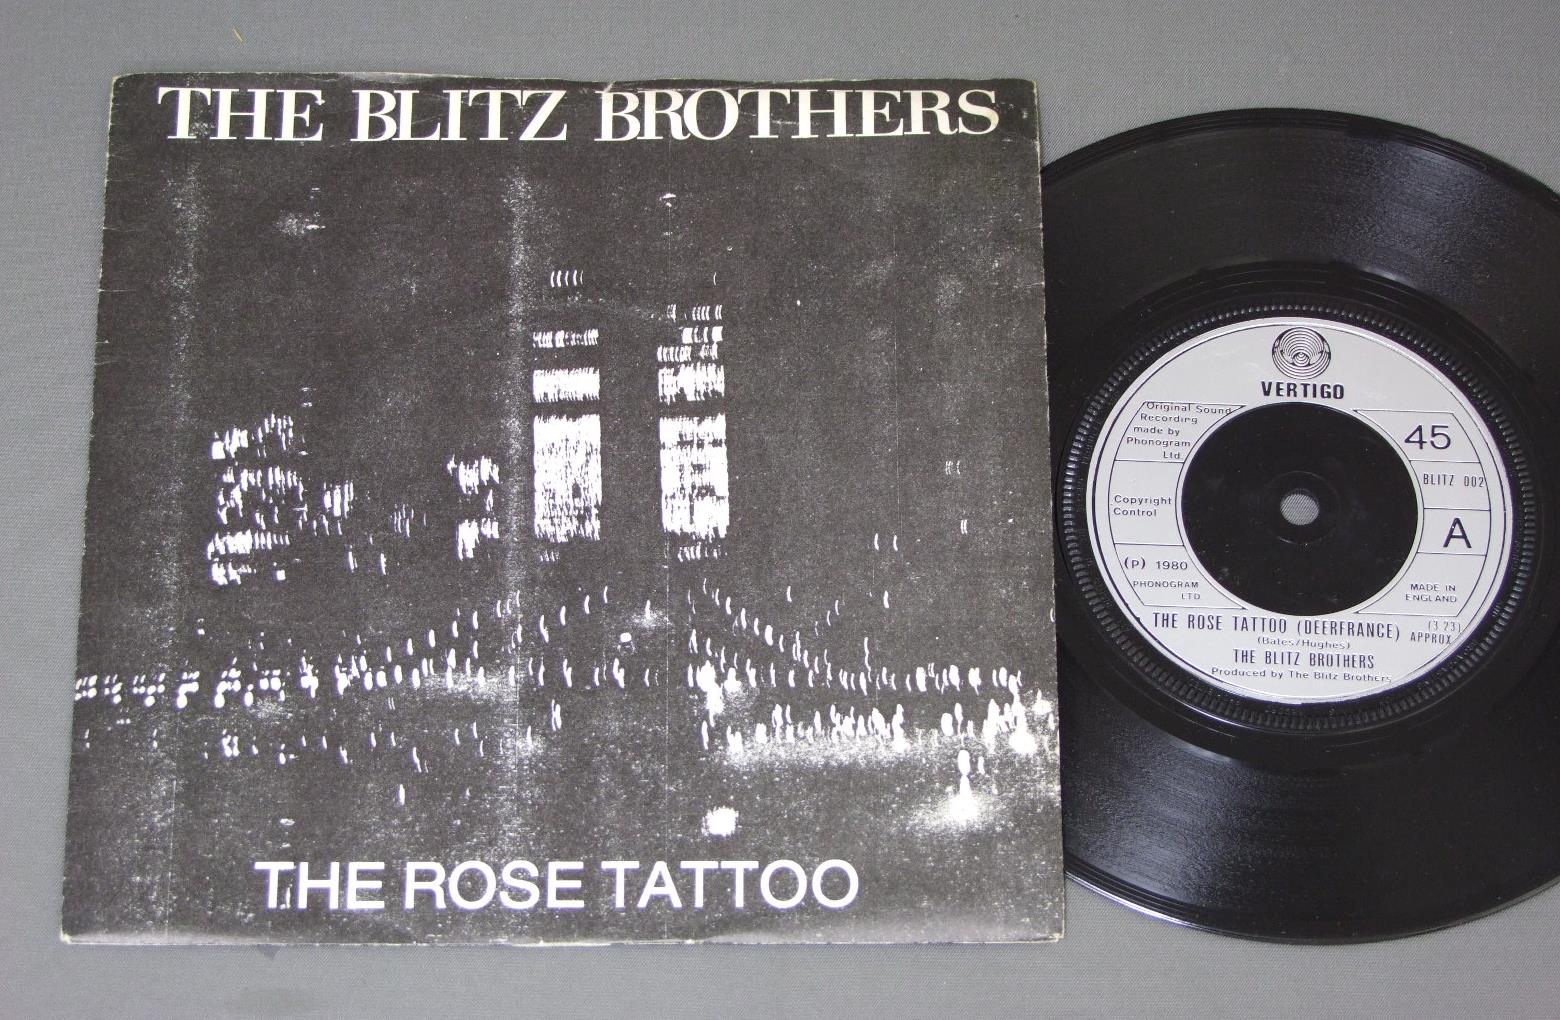 THE BLITZ BROTHERS
THE ROSE TATTOO
VERTIGO
Original Sound
Recording
made by
Phonogram
Ltd.
Copyright
Control
(P) 1980
PHONOGRAM
LTD
45
BLITZ 002
A
MADE IN
ENGLAND
THE ROSE TATTOO (DEERFRANCE)
(3.23)
APPROX
(Bates/Hughes)
THE BLITZ BROTHERS
Produced by The Blitz Brothers